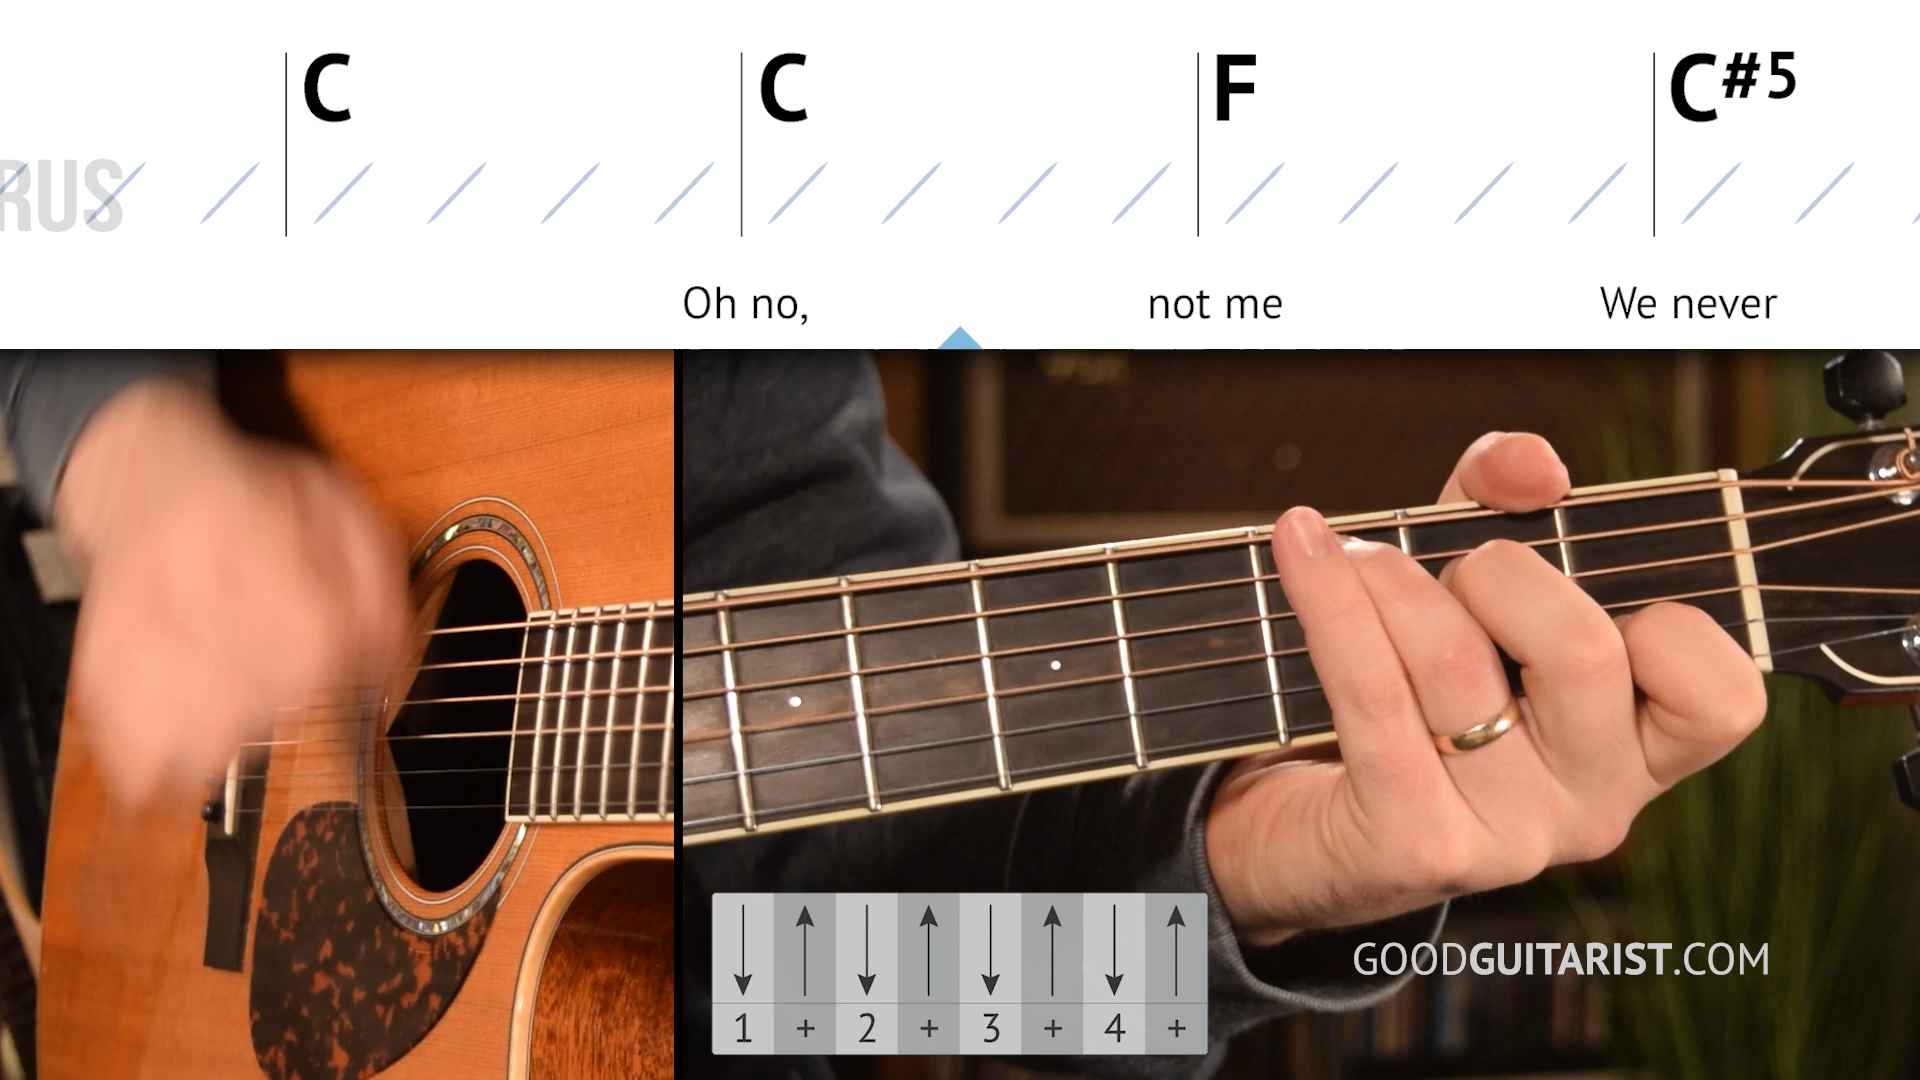 C C F C#5
RUS
Oh no, not me We never
1 + 2 + 3 + 4 +
GOODGUITARIST.COM